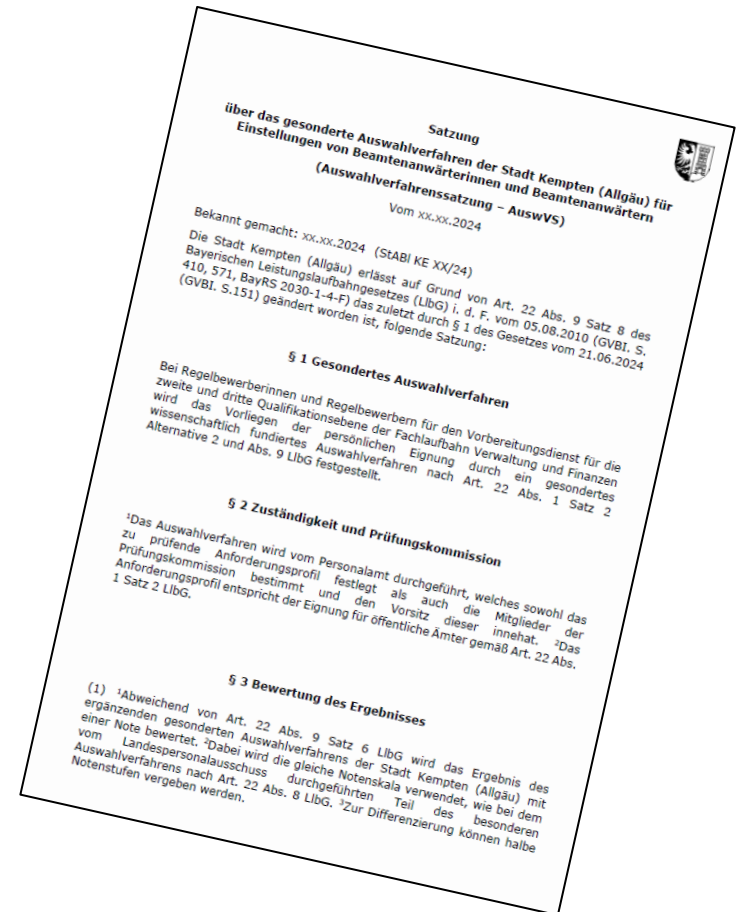 Satzung
über das gesonderte Auswahlverfahren der Stadt Kempten (Allgäu) für
Einstellungen von Beamtenanwärterinnen und Beamtenanwärtern
(Auswahlverfahrenssatzung – AuswVS)
Vom xx.xx.2024
Bekannt gemacht: xx.xx.2024 (StABl KE XX/24)
Die Stadt Kempten (Allgäu) erlässt auf Grund von Art. 22 Abs. 9 Satz 8 des
Bayerischen Leistungslaufbahngesetzes (LlbG) i. d. F. vom 05.08.2010 (GVBl. S.
410, 571, BayRS 2030-1-4-F) das zuletzt durch § 1 des Gesetzes vom 21.06.2024
(GVBl. S.151) geändert worden ist, folgende Satzung:
§ 1 Gesondertes Auswahlverfahren
Bei Regelbewerberinnen und Regelbewerbern für den Vorbereitungsdienst für die
zweite und dritte Qualifikationsebene der Fachlaufbahn Verwaltung und Finanzen
wird das Vorliegen der persönlichen Eignung durch ein gesondertes
wissenschaftlich fundiertes Auswahlverfahren nach Art. 22 Abs. 1 Satz 2
Alternative 2 und Abs. 9 LlbG festgestellt.
§ 2 Zuständigkeit und Prüfungskommission
¹Das Auswahlverfahren wird vom Personalamt durchgeführt, welches sowohl das
zu prüfende Anforderungsprofil festlegt als auch die Mitglieder der
Prüfungskommission bestimmt und den Vorsitz dieser innehat. ²Das
Anforderungsprofil entspricht der Eignung für öffentliche Ämter gemäß Art. 22 Abs.
1 Satz 2 LlbG.
§ 3 Bewertung des Ergebnisses
(1) ¹Abweichend von Art. 22 Abs. 9 Satz 6 LlbG wird das Ergebnis des
ergänzenden gesonderten Auswahlverfahrens der Stadt Kempten (Allgäu) mit
einer Note bewertet. ²Dabei wird die gleiche Notenskala verwendet, wie bei dem
vom Landespersonalausschuss durchgeführten Teil des besonderen
Auswahlverfahrens nach Art. 22 Abs. 8 LlbG. ³Zur Differenzierung können halbe
Notenstufen vergeben werden.